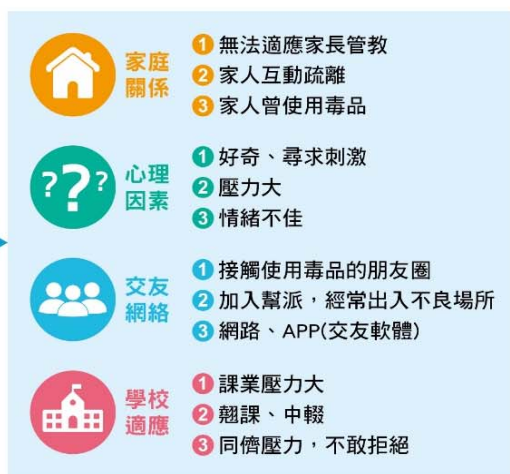 家庭
關係
1 無法適應家長管教
2 家人互動疏離
3 家人曾使用毒品
???
心理
因素
1 好奇、尋求刺激
2 壓力大
3 情緒不佳
交友
網絡
1 接觸使用毒品的朋友圈
2 加入幫派，經常出入不良場所
3 網路、APP(交友軟體)
學校
適應
1 課業壓力大
2 翹課、中輟
3 同儕壓力，不敢拒絕